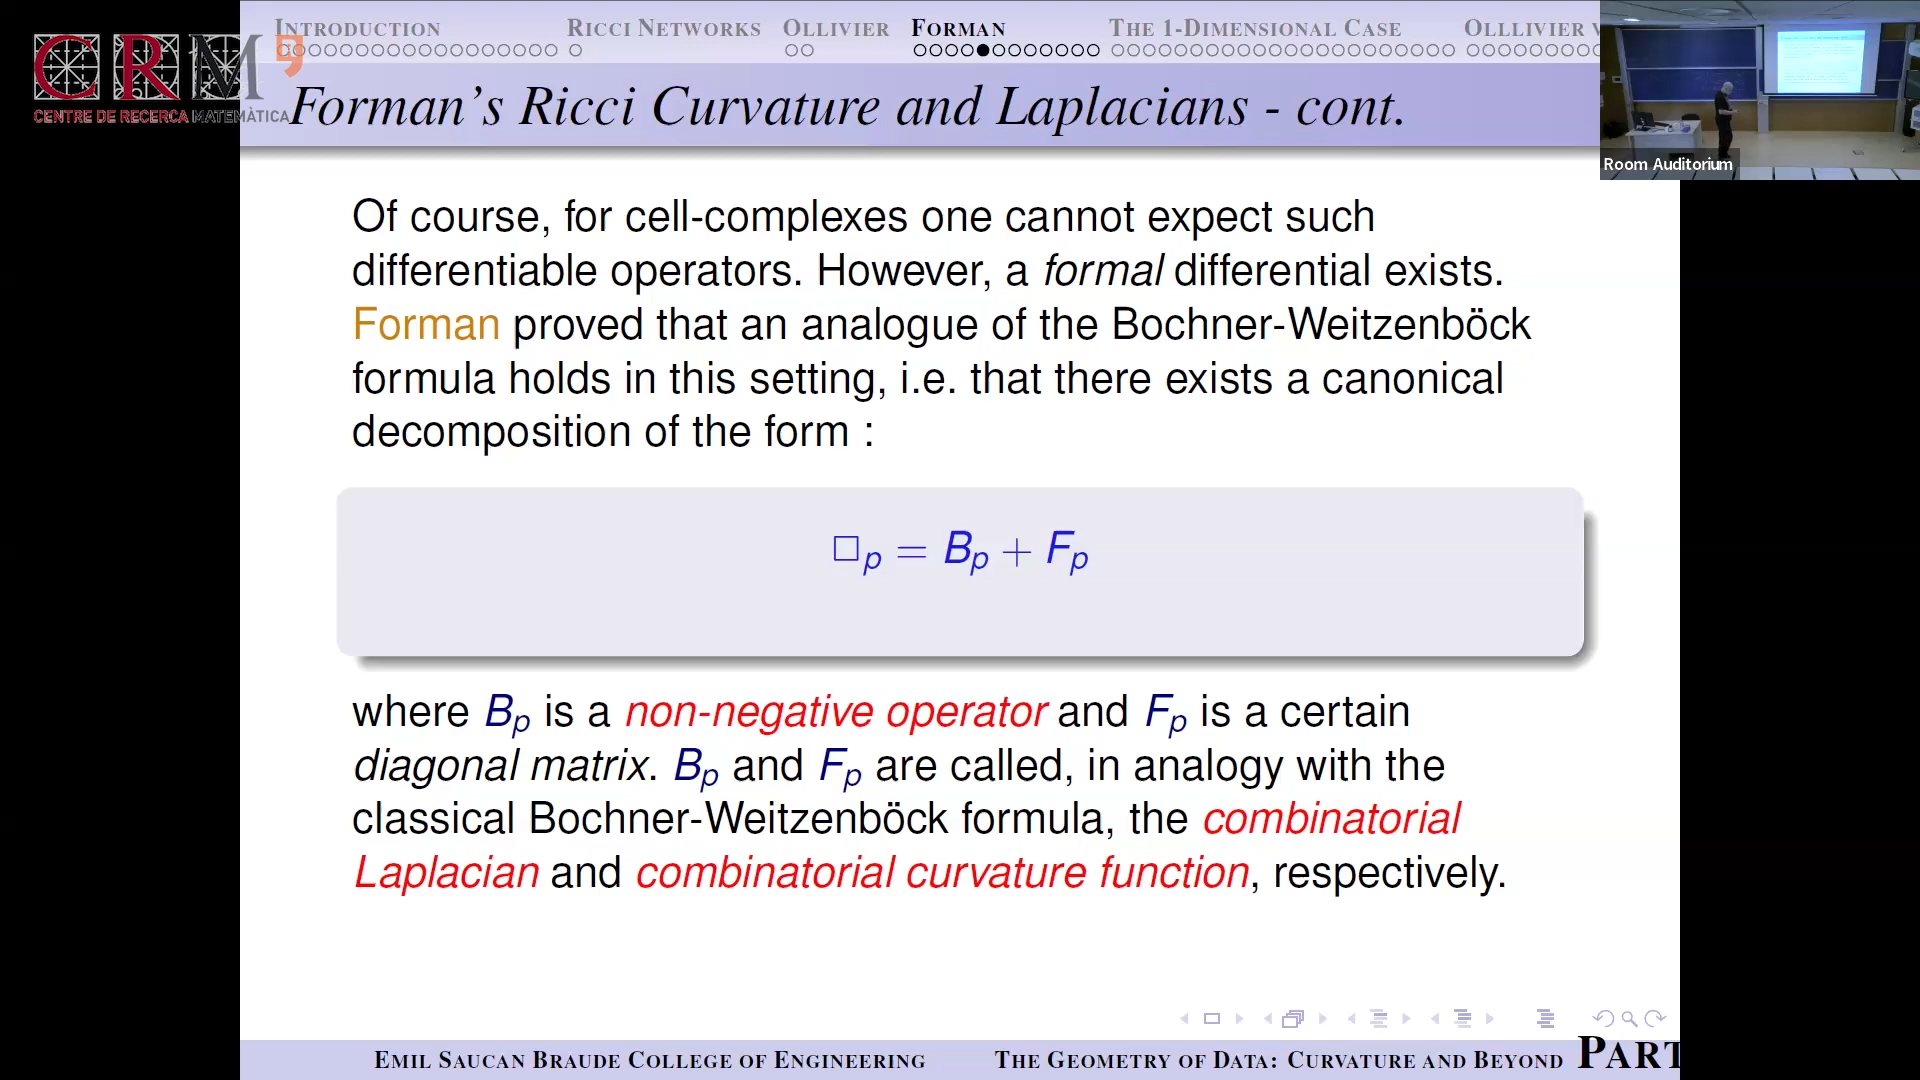 INTRODUCTION RICCI NETWORKS OLLIVIER FORMAN THE 1-DIMENSIONAL CASE OLLLIVIER
CRM
CENTRE DE RECERCA MATEMÀTICA
Forman's Ricci Curvature and Laplacians - cont.
Room Auditorium
Of course, for cell-complexes one cannot expect such
differentiable operators. However, a formal differential exists.
Forman proved that an analogue of the Bochner-Weitzenböck
formula holds in this setting, i.e. that there exists a canonical
decomposition of the form :
□p = Bp + Fp
where Bp is a non-negative operator and Fp is a certain
diagonal matrix. Bp and Fp are called, in analogy with the
classical Bochner-Weitzenböck formula, the combinatorial
Laplacian and combinatorial curvature function, respectively.
EMIL SAUCAN BRAUDE COLLEGE OF ENGINEERING THE GEOMETRY OF DATA: CURVATURE AND BEYOND PART